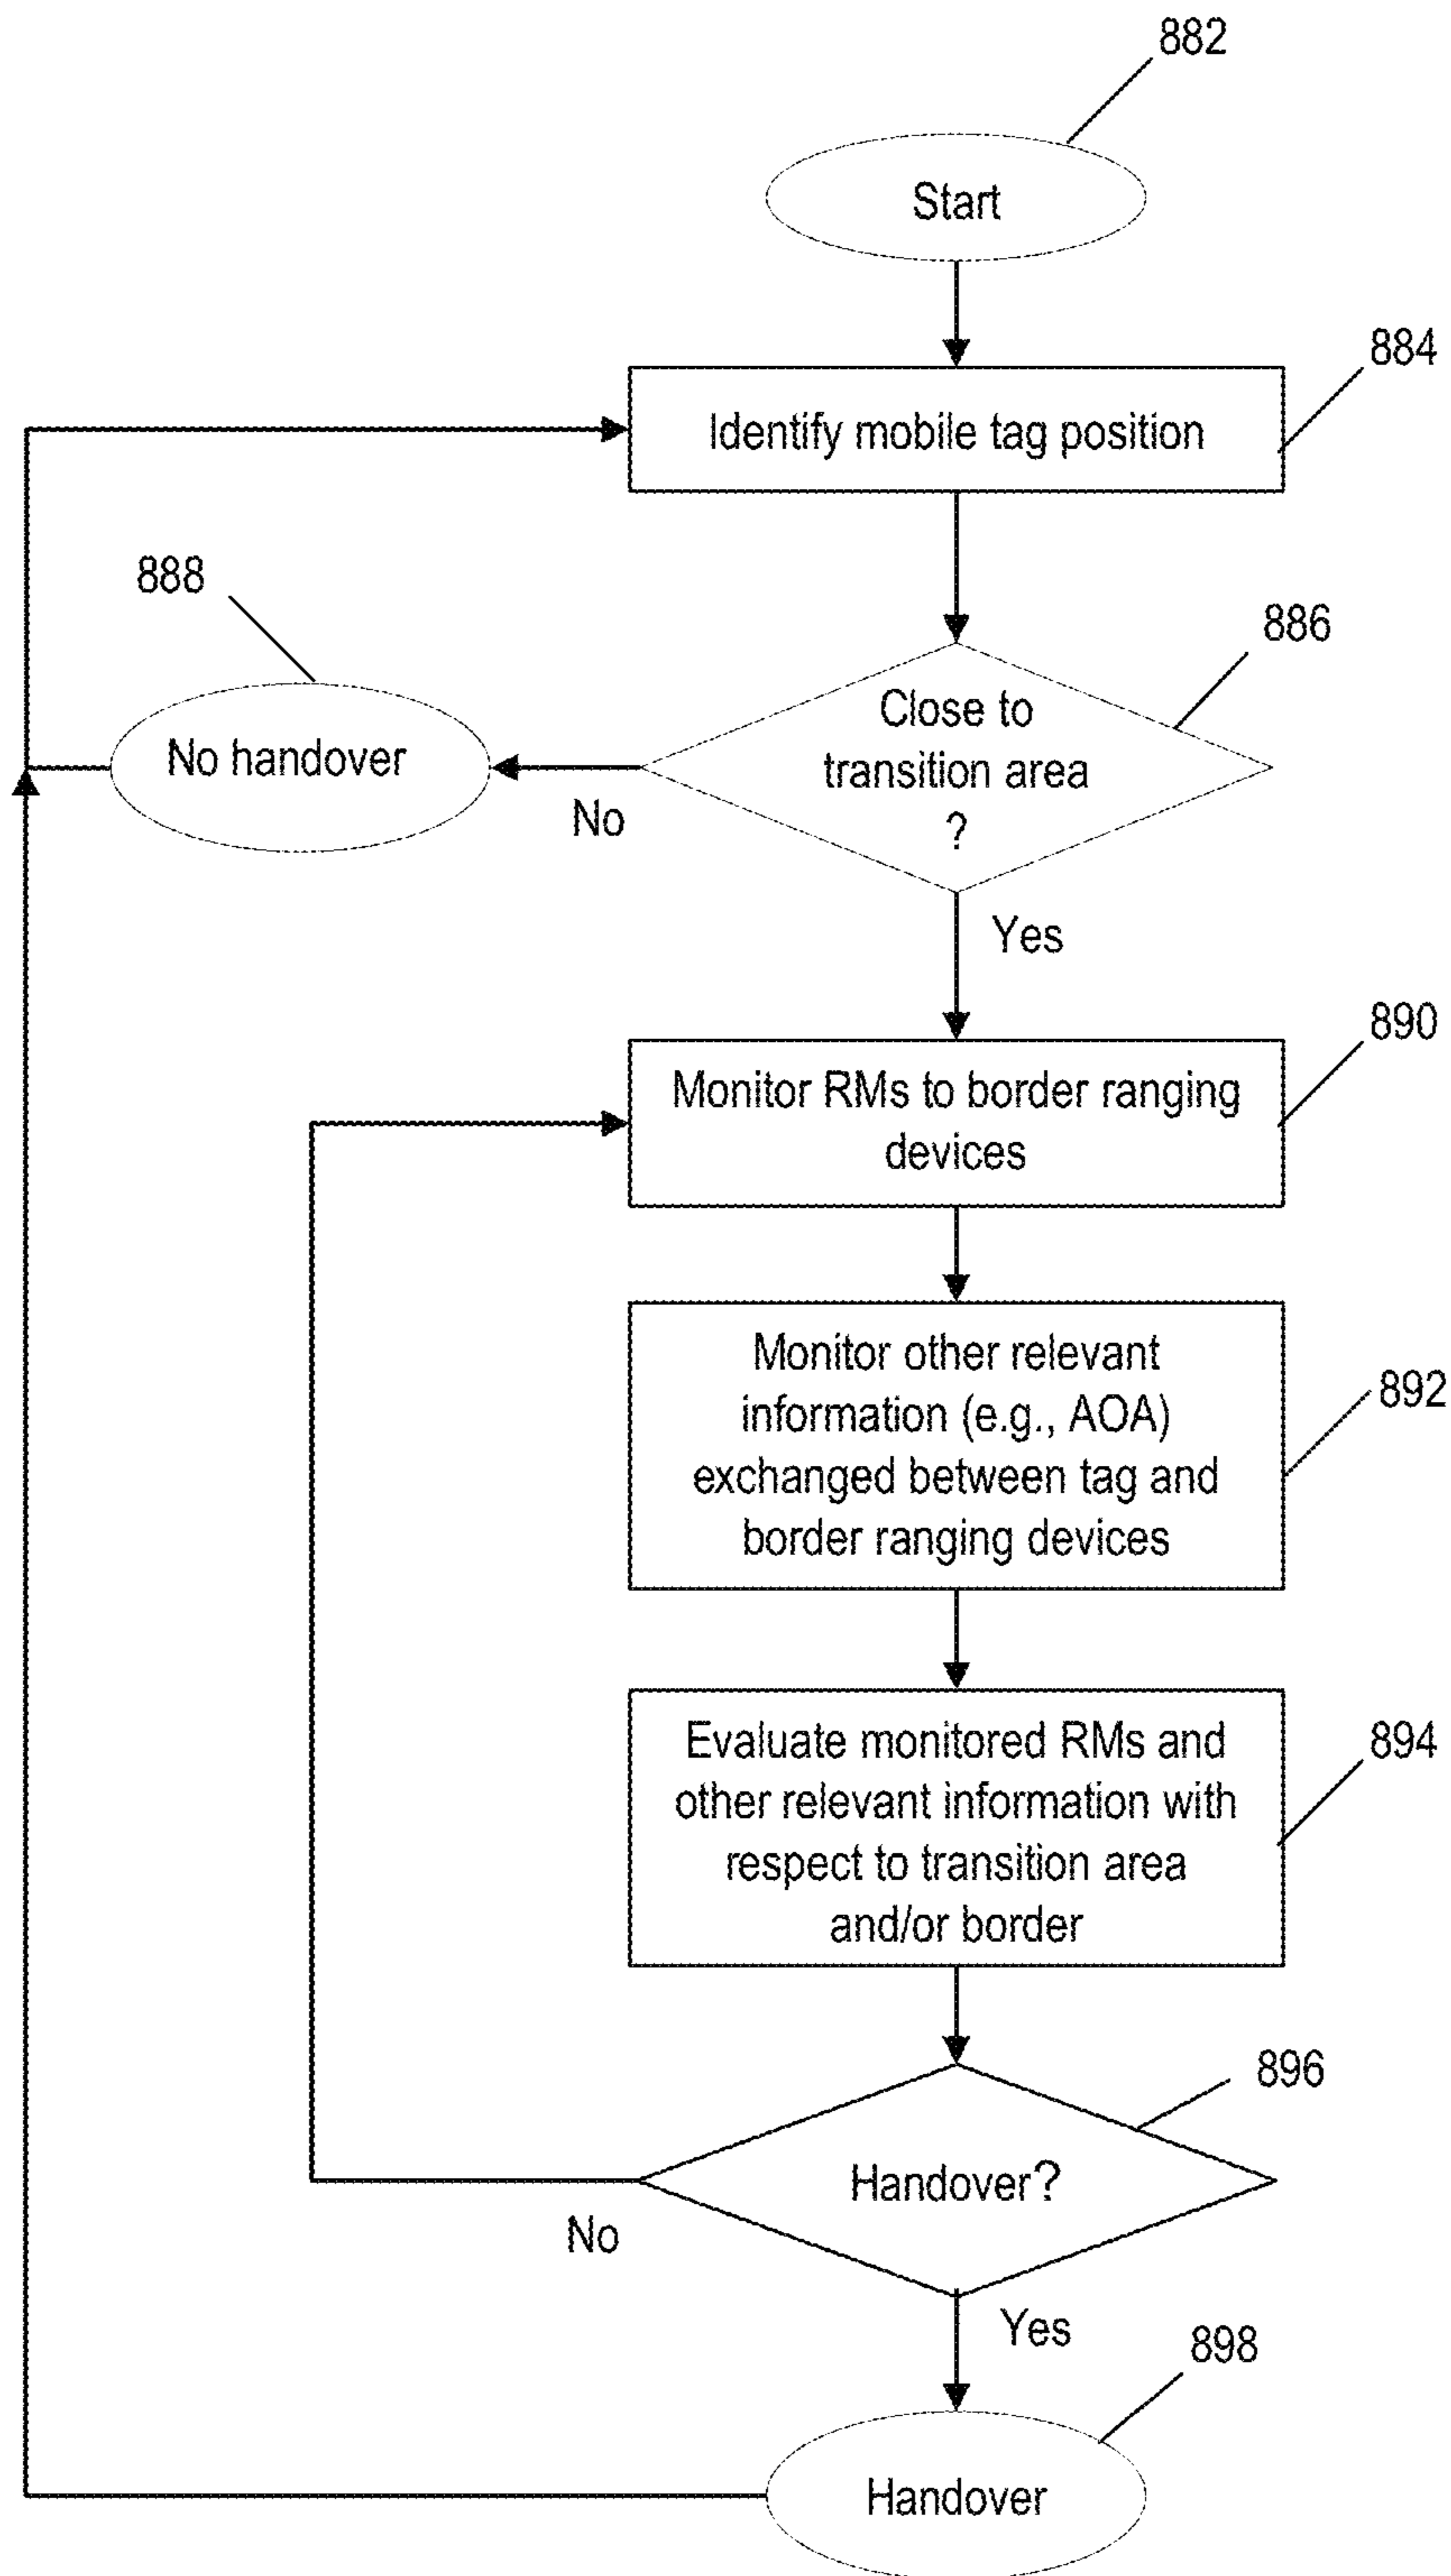 882
Start
884
Identify mobile tag position
888
886
Close to
transition area
?
No handover
No
Yes
890
Monitor RMs to border ranging
devices
892
Monitor other relevant
information (e.g., AOA)
exchanged between tag and
border ranging devices
894
Evaluate monitored RMs and
other relevant information with
respect to transition area
and/or border
896
Handover?
No
Yes
898
Handover